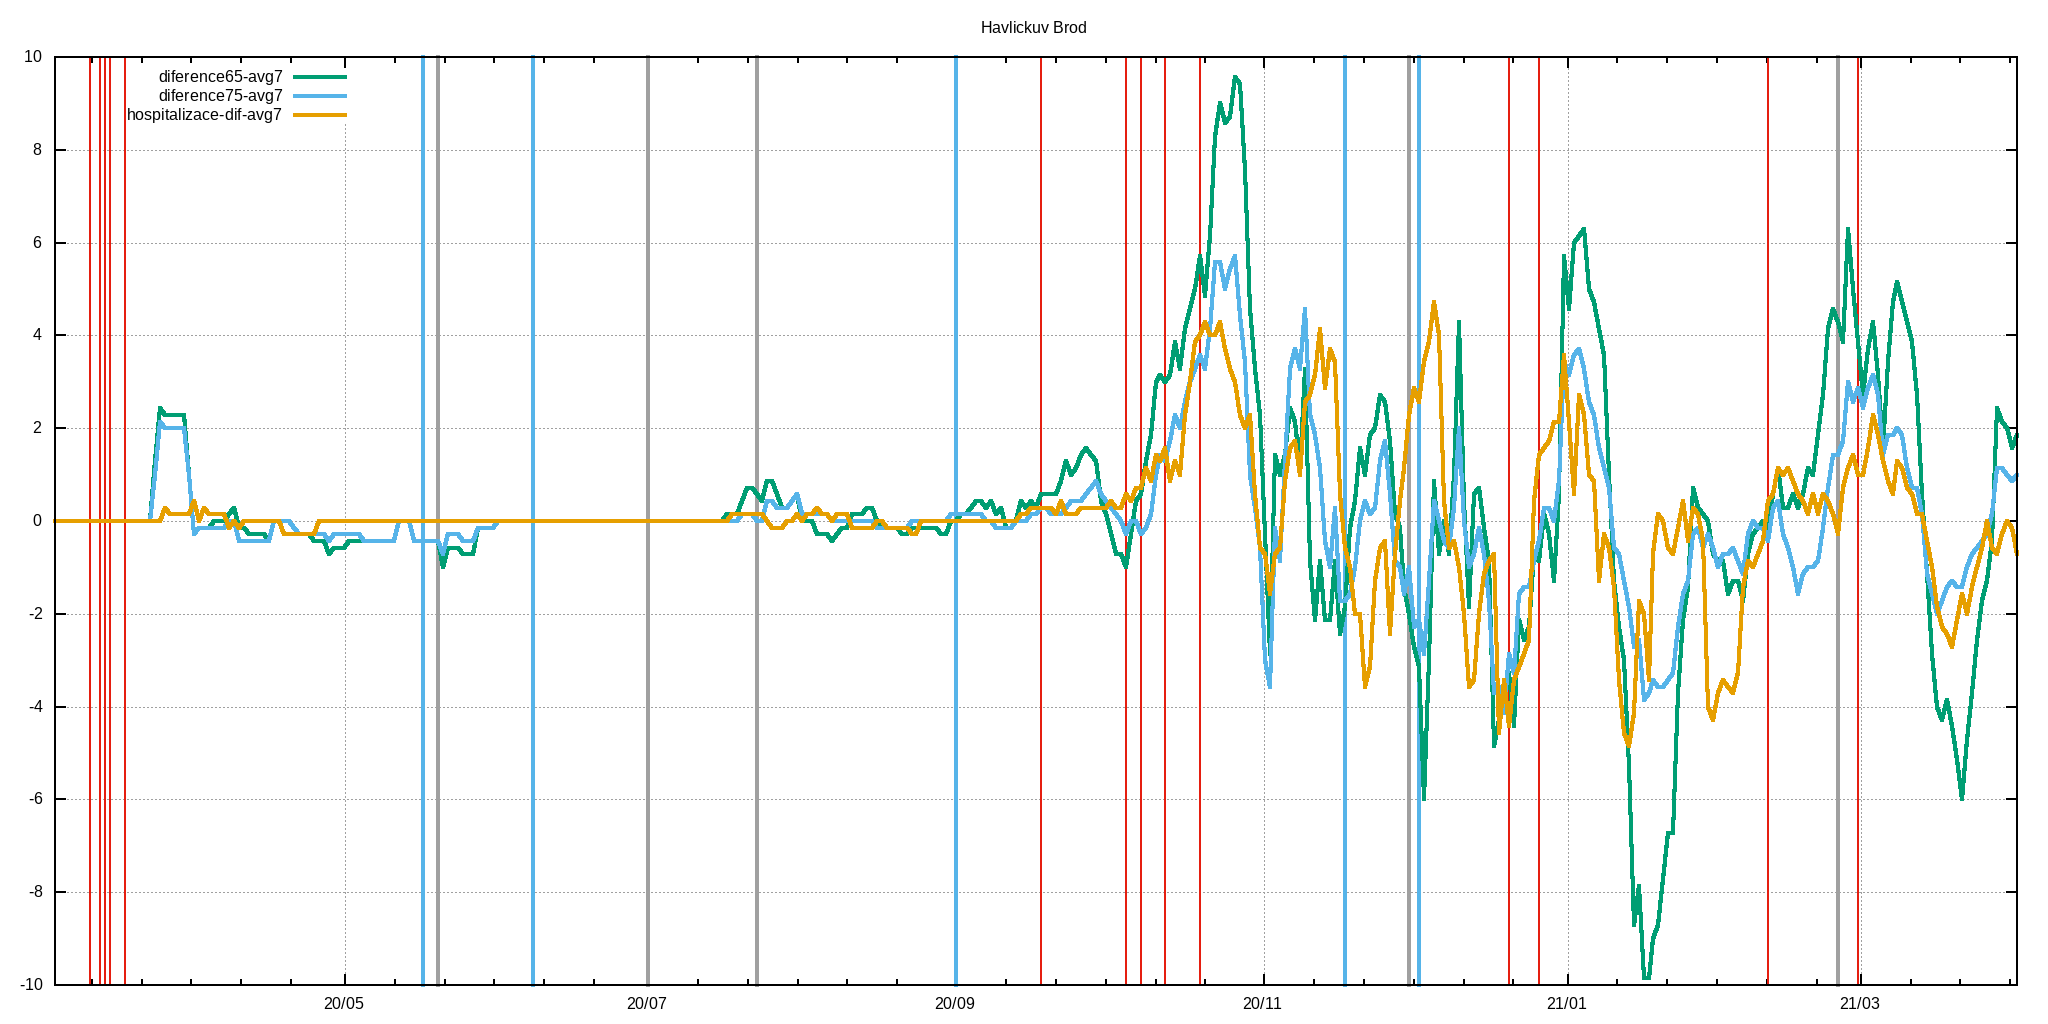 Havlickuv Brod
10
8
6
4
2
0
-2
-4
-6
-8
-10
diference65-avg7
diference75-avg7
hospitalizace-dif-avg7
20/05 20/07 20/09 20/11 21/01 21/03